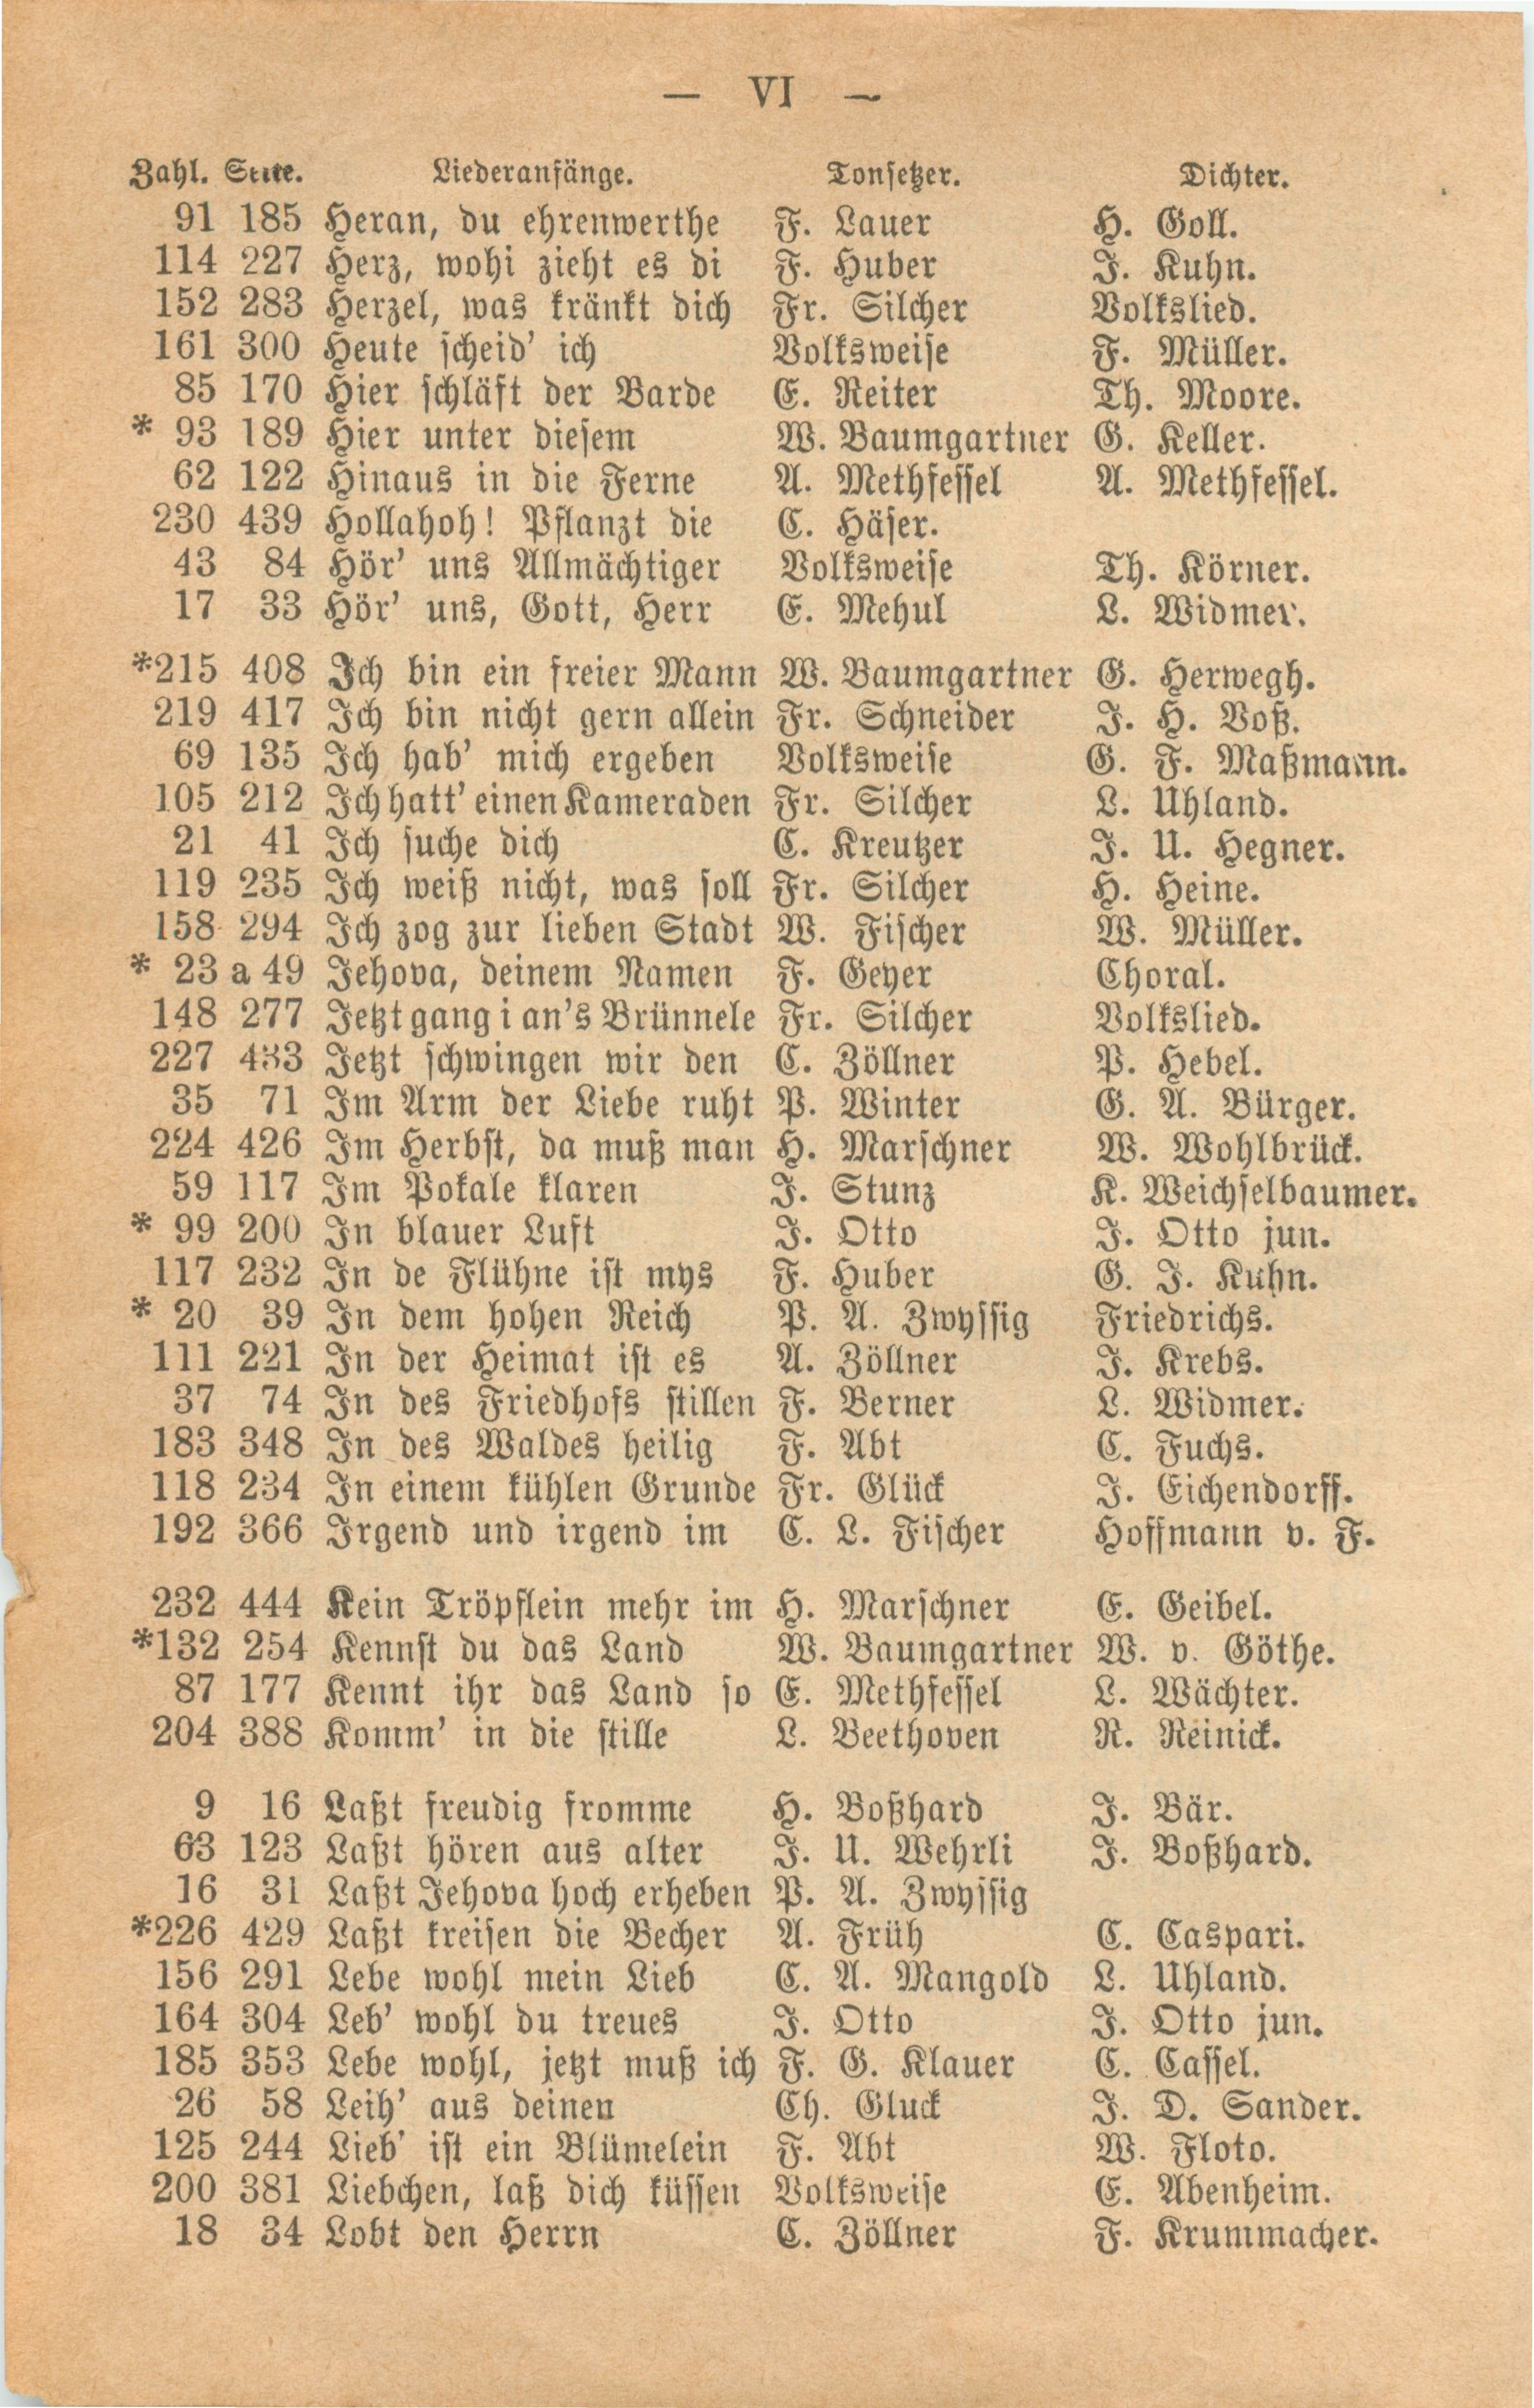 — VI —
Zahl. Seite. Liederanfänge. Tonsetzer. Dichter.
91 185 Heran, du ehrenwerthe F. Lauer H. Goll.
114 227 Herz, wohi zieht es di F. Huber J. Kuhn.
152 283 Herzel, was kränkt dich Fr. Silcher Volkslied.
161 300 Heute scheid' ich Volksweise F. Müller.
85 170 Hier schläft der Barde E. Reiter Th. Moore.
* 93 189 Hier unter diesem W. Baumgartner G. Keller.
62 122 Hinaus in die Ferne A. Methfessel A. Methfessel.
230 439 Hollahoh! Pflanzt die C. Häser.
43 84 Hör' uns Allmächtiger Volksweise Th. Körner.
17 33 Hör' uns, Gott, Herr E. Mehul L. Widmer.
*215 408 Ich bin ein freier Mann W. Baumgartner G. Herwegh.
219 417 Ich bin nicht gern allein Fr. Schneider J. H. Voß.
69 135 Ich hab' mich ergeben Volksweise G. F. Maßmann.
105 212 Ich hatt' einen Kameraden Fr. Silcher L. Uhland.
21 41 Ich suche dich C. Kreutzer J. U. Hegner.
119 235 Ich weiß nicht, was soll Fr. Silcher H. Heine.
158 294 Ich zog zur lieben Stadt W. Fischer W. Müller.
* 23 a 49 Jehova, deinem Namen F. Geyer Choral.
148 277 Jetzt gang i an's Brünnele Fr. Silcher Volkslied.
227 433 Jetzt schwingen wir den C. Zöllner P. Hebel.
35 71 Im Arm der Liebe ruht P. Winter G. A. Bürger.
224 426 Im Herbst, da muß man H. Marschner W. Wohlbrück.
59 117 Im Pokale klaren J. Stunz K. Weichselbaumer.
* 99 200 In blauer Luft J. Otto J. Otto jun.
117 232 In de Flühne ist mys F. Huber G. J. Kuhn.
* 20 39 In dem hohen Reich P. A. Zwyssig Friedrichs.
111 221 In der Heimat ist es A. Zöllner J. Krebs.
37 74 In des Friedhofs stillen F. Berner L. Widmer.
183 348 In des Waldes heilig F. Abt C. Fuchs.
118 234 In einem kühlen Grunde Fr. Glück J. Eichendorff.
192 366 Irgend und irgend im C. L. Fischer Hoffmann v. F.
232 444 Kein Tröpflein mehr im H. Marschner E. Geibel.
*132 254 Kennst du das Land W. Baumgartner W. v. Göthe.
87 177 Kennt ihr das Land so E. Methfessel L. Wächter.
204 388 Komm' in die stille L. Beethoven R. Reinick.
9 16 Laßt freudig fromme H. Boßhard J. Bär.
63 123 Laßt hören aus alter J. U. Wehrli J. Boßhard.
16 31 Laßt Jehova hoch erheben P. A. Zwyssig
*226 429 Laßt kreisen die Becher A. Früh C. Caspari.
156 291 Lebe wohl mein Lieb C. A. Mangold L. Uhland.
164 304 Leb' wohl du treues J. Otto J. Otto jun.
185 353 Lebe wohl, jetzt muß ich F. G. Klauer C. Cassel.
26 58 Leih' aus deinen Ch. Gluck J. D. Sander.
125 244 Lieb' ist ein Blümelein F. Abt W. Floto.
200 381 Liebchen, laß dich küssen Volksweise E. Abenheim.
18 34 Lobt den Herrn C. Zöllner F. Krummacher.